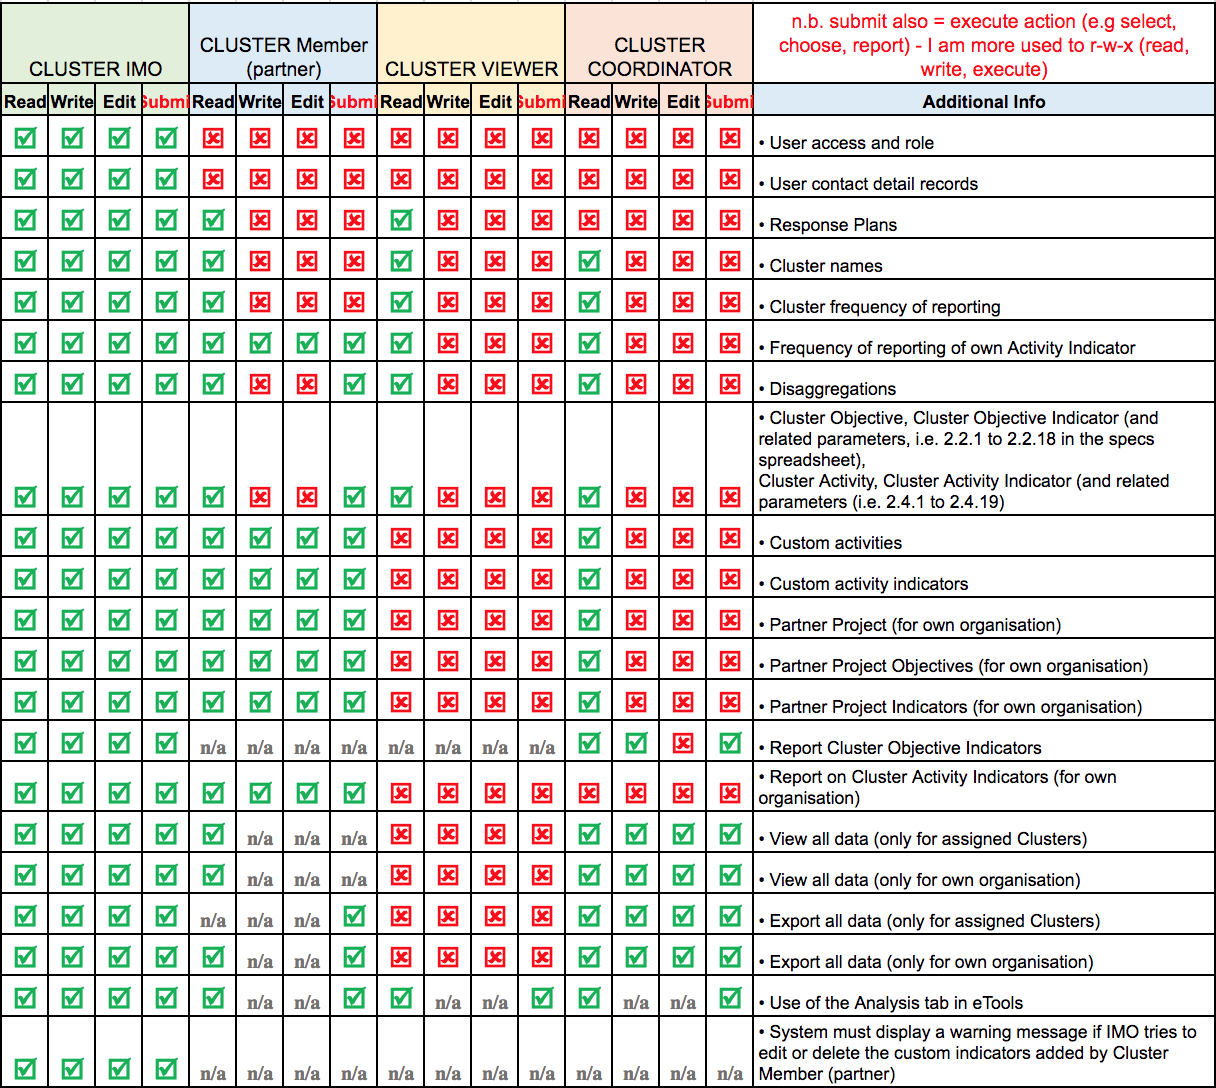 n.b. submit also = execute action (e.g select,
choose, report) - I am more used to r-w-x (read,
write, execute)
CLUSTER IMO
CLUSTER Member
(partner)
CLUSTER VIEWER
CLUSTER
COORDINATOR
Read Write Edit Submi Read Write Edit Submi Read Write Edit Submi Read Write Edit Submi Additional Info
• User access and role
• User contact detail records
• Response Plans
• Cluster names
• Cluster frequency of reporting
• Frequency of reporting of own Activity Indicator
• Disaggregations
• Cluster Objective, Cluster Objective Indicator (and
related parameters, i.e. 2.2.1 to 2.2.18 in the specs
spreadsheet),
Cluster Activity, Cluster Activity Indicator (and related
parameters (i.e. 2.4.1 to 2.4.19)
• Custom activities
• Custom activity indicators
• Partner Project (for own organisation)
• Partner Project Objectives (for own organisation)
• Partner Project Indicators (for own organisation)
n/a n/a n/a n/a n/a n/a n/a n/a • Report Cluster Objective Indicators
• Report on Cluster Activity Indicators (for own
organisation)
n/a n/a n/a • View all data (only for assigned Clusters)
n/a n/a n/a • View all data (only for own organisation)
n/a n/a n/a • Export all data (only for assigned Clusters)
n/a n/a • Export all data (only for own organisation)
n/a n/a n/a n/a n/a n/a • Use of the Analysis tab in eTools
• System must display a warning message if IMO tries to
edit or delete the custom indicators added by Cluster
n/a n/a n/a n/a n/a n/a n/a n/a n/a n/a n/a n/a Member (partner)